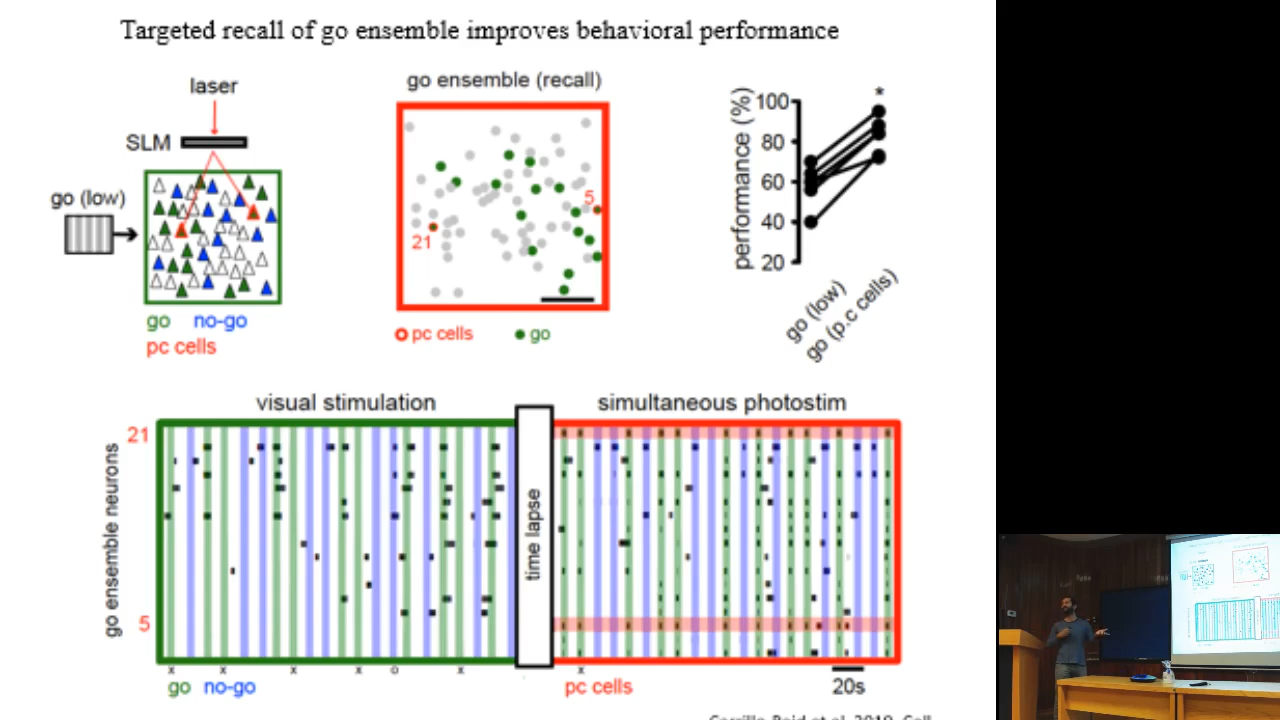 Targeted recall of go ensemble improves behavioral performance
laser
SLM
go (low)
go no-go
pc cells
go ensemble (recall)
5
21
pc cells go
performance (%)
100
80
60
40
20
*
go (low)
go (p.c cells)
visual stimulation
simultaneous photostim
go ensemble neurons
21
5
time lapse
x x x x o x x
go no-go
pc cells
20s